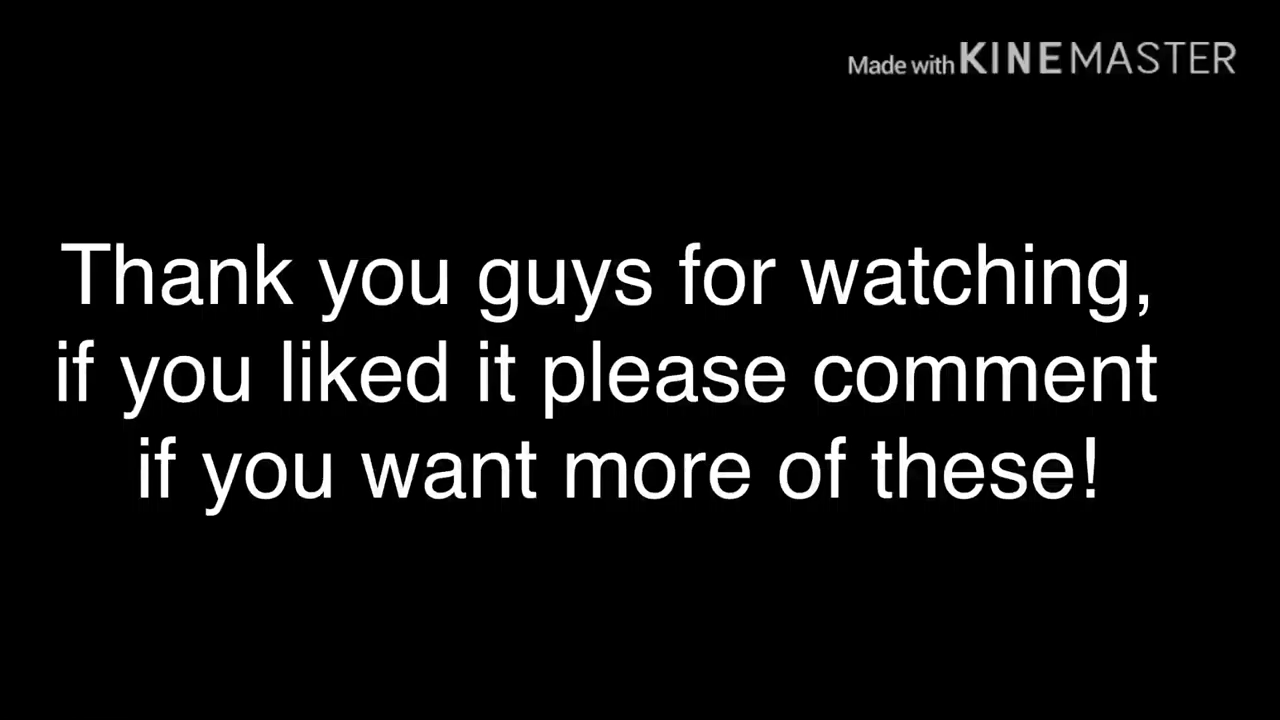 Made with KINEMASTER
Thank you guys for watching,
if you liked it please comment
if you want more of these!